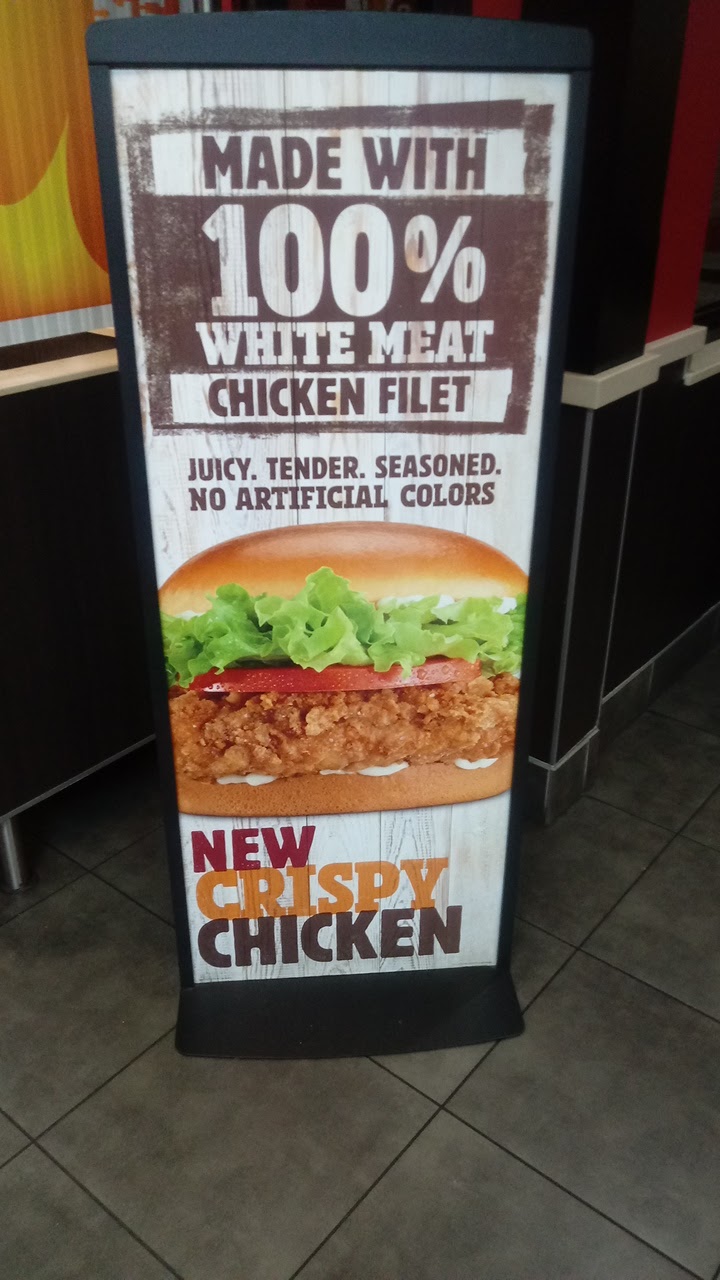 MADE WITH
100%
WHITE MEAT
CHICKEN FILET
JUICY. TENDER. SEASONED.
NO ARTIFICIAL COLORS
NEW
CRISPY
CHICKEN